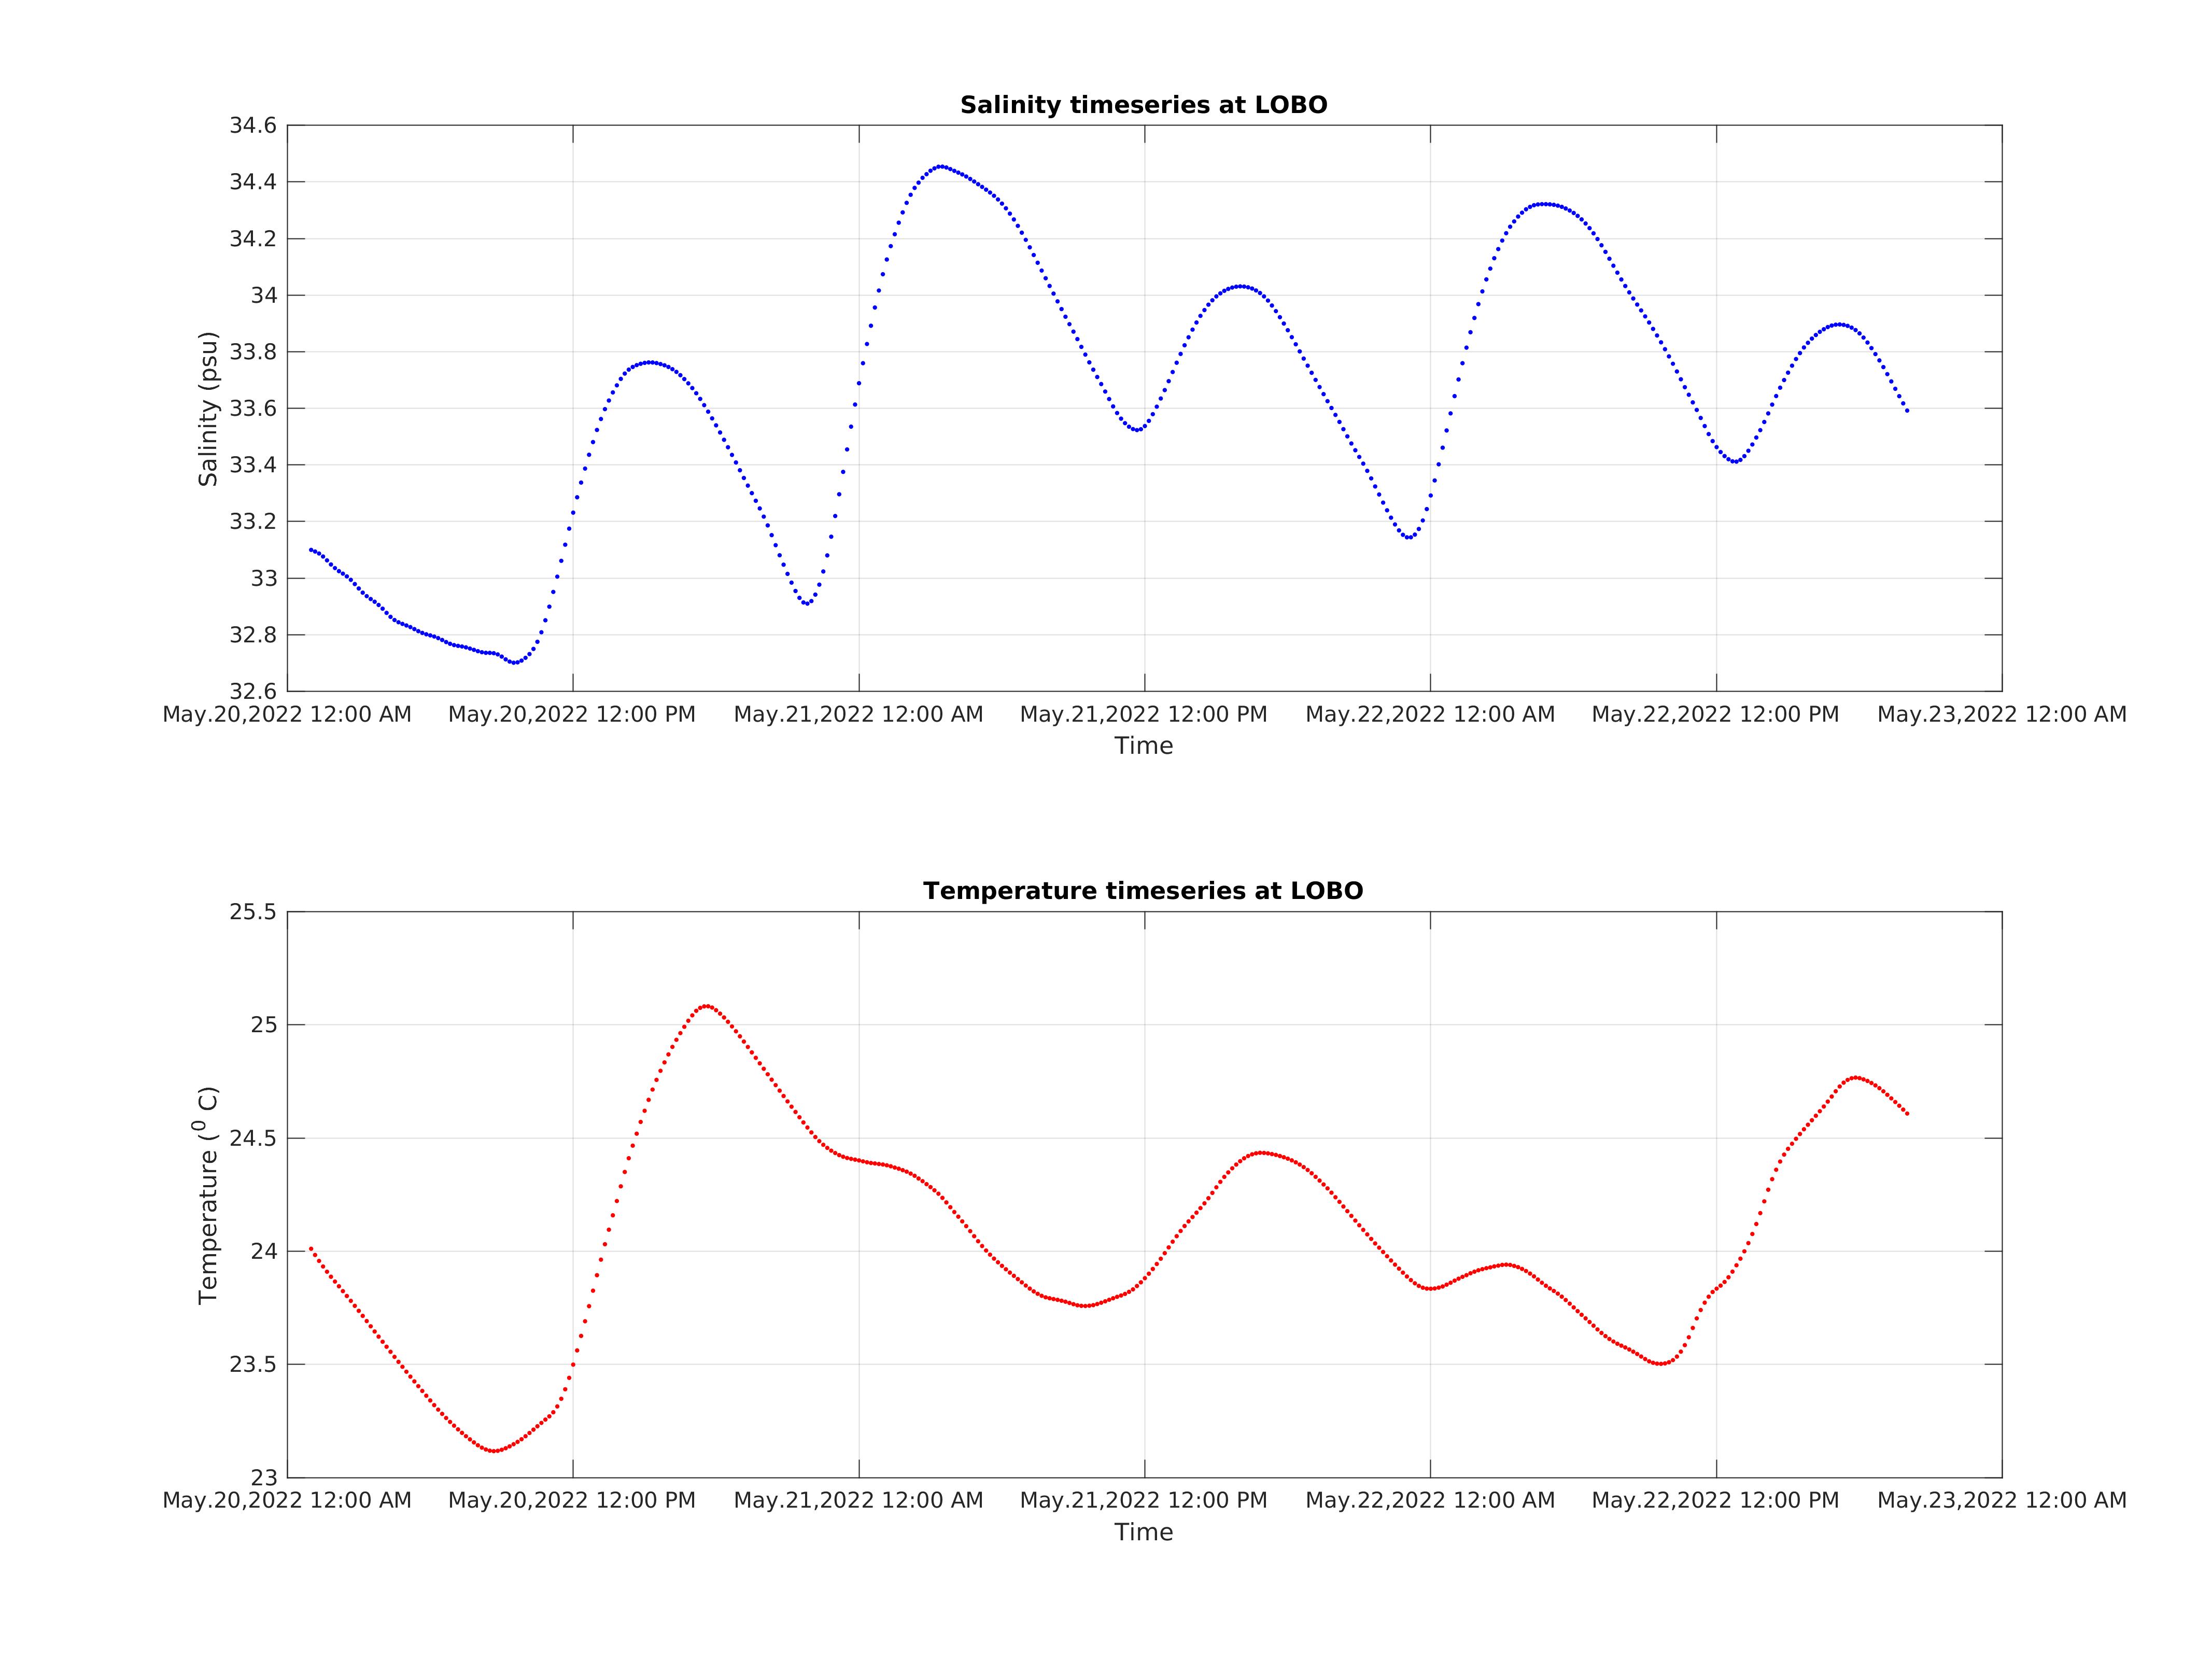 Salinity timeseries at LOBO
34.6
34.4
34.2
34
33.8
33.6
33.4
33.2
33
32.8
32.6
Salinity (psu)
May.20,2022 12:00 AM May.20,2022 12:00 PM May.21,2022 12:00 AM May.21,2022 12:00 PM May.22,2022 12:00 AM May.22,2022 12:00 PM May.23,2022 12:00 AM
Time
Temperature timeseries at LOBO
25.5
25
24.5
24
23.5
23
Temperature (⁰ C)
May.20,2022 12:00 AM May.20,2022 12:00 PM May.21,2022 12:00 AM May.21,2022 12:00 PM May.22,2022 12:00 AM May.22,2022 12:00 PM May.23,2022 12:00 AM
Time